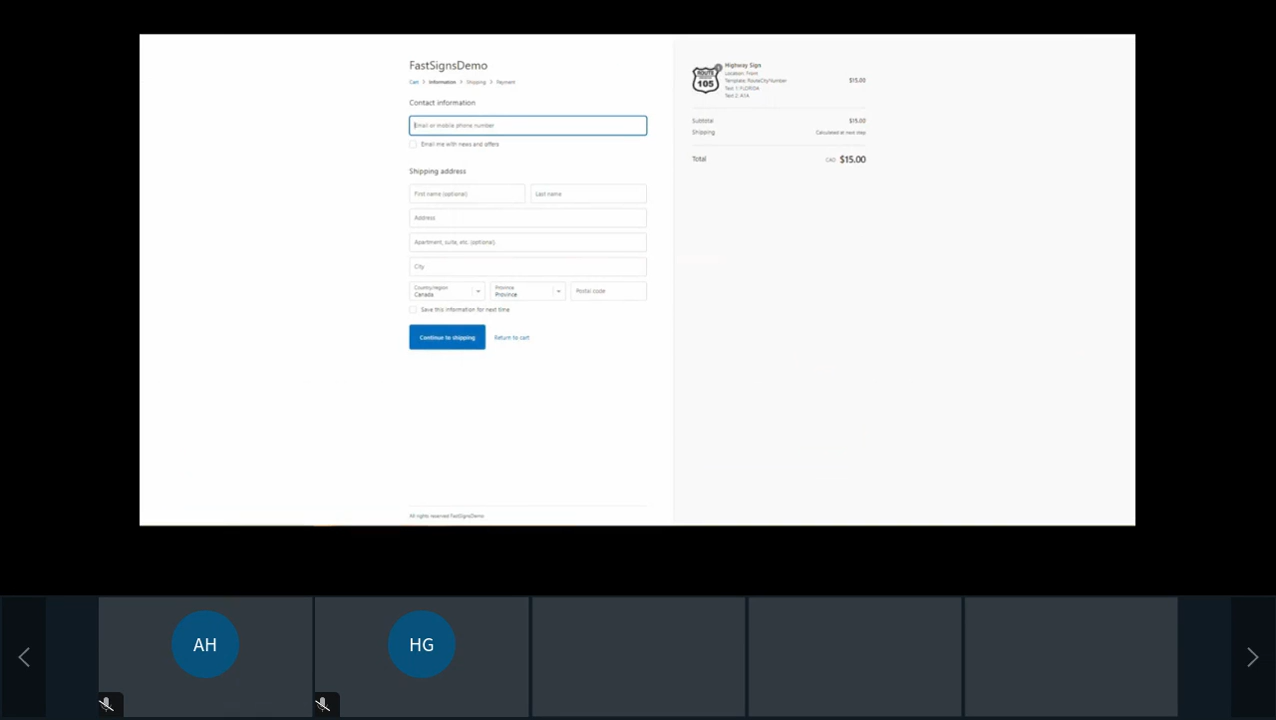 FastSignsDemo
Cart > Information > Shipping > Payment
Contact information
Email or mobile phone number
Email me with news and offers
Shipping address
First name (optional)
Last name
Address
Apartment, suite, etc. (optional)
City
Country/region
Canada
Province
Province
Postal code
Save this information for next time
Continue to shipping
Return to cart
All rights reserved FastSignsDemo
ROUTE
105
1
Highway Sign
Location: Front
Template: RouteCityNumber
Text 1: FLORIDA
Text 2: A1A
$15.00
Subtotal $15.00
Shipping Calculated at next step
Total CAD $15.00
AH
HG